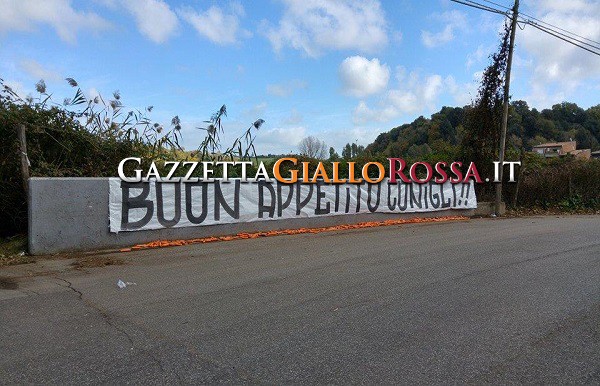 GAZZETTAGIALLOROSSA.IT
BUON APPETITO CONIGLI!!